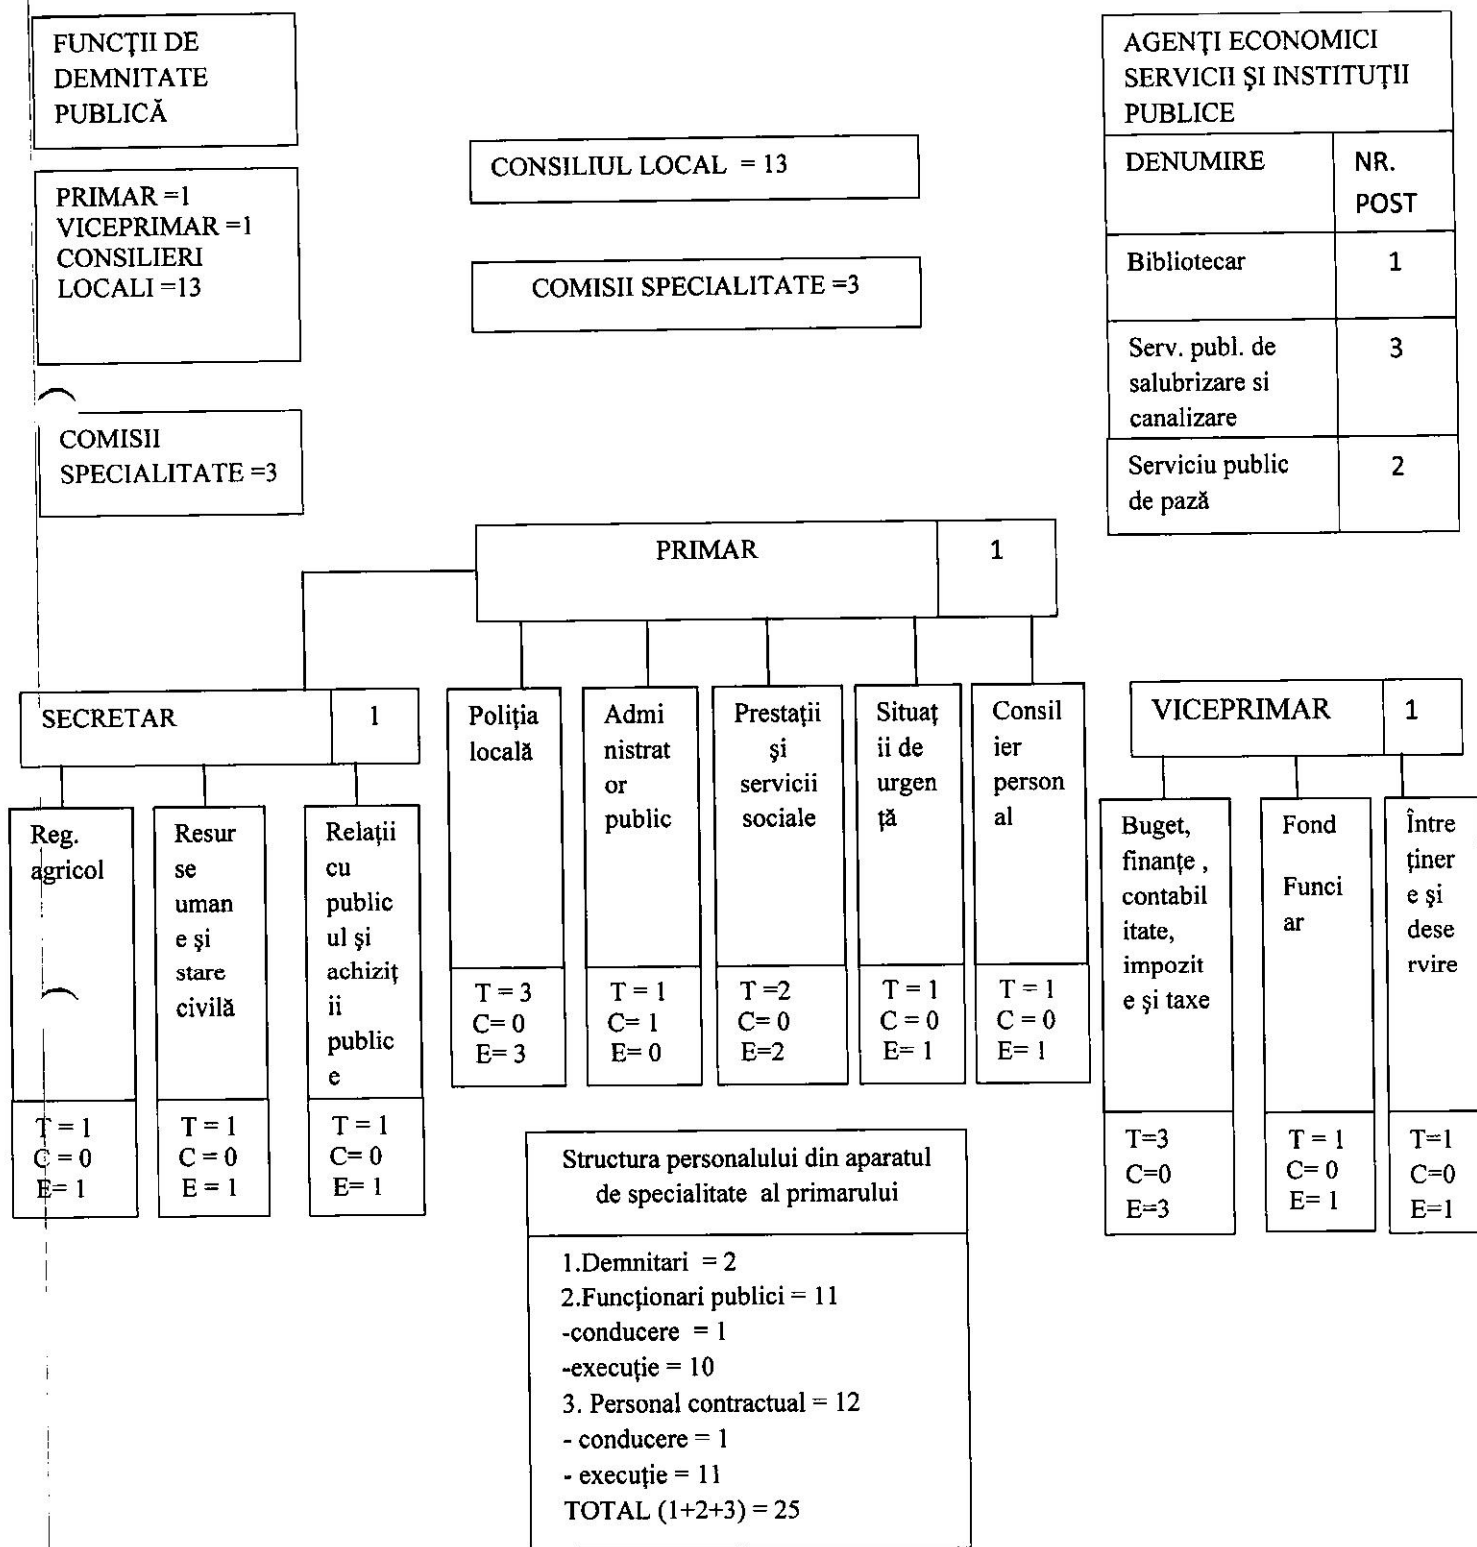 FUNCŢII DE
DEMNITATE
PUBLICĂ
PRIMAR =1
VICEPRIMAR =1
CONSILIERI
LOCALI =13
COMISII
SPECIALITATE =3
CONSILIUL LOCAL = 13
COMISII SPECIALITATE =3
AGENŢI ECONOMICI
SERVICII ŞI INSTITUŢII
PUBLICE
DENUMIRE NR.
POST
Bibliotecar 1
Serv. publ. de 3
salubrizare si
canalizare
Serviciu public 2
de pază
PRIMAR 1
SECRETAR 1
Reg.
agricol
T = 1
C = 0
E= 1
Resur
se
uman
e şi
stare
civilă
T = 1
C = 0
E = 1
Relaţii
cu
public
ul şi
achiziţ
ii
public
e
T = 1
C= 0
E= 1
Poliţia
locală
T = 3
C= 0
E= 3
Admi
nistrat
or
public
T = 1
C= 1
E= 0
Prestaţii
şi
servicii
sociale
T =2
C= 0
E=2
Situaţ
ii de
urgen
ţă
T = 1
C = 0
E= 1
Consil
ier
person
al
T = 1
C = 0
E= 1
VICEPRIMAR 1
Buget,
finanţe ,
contabil
itate,
impozit
e şi taxe
T=3
C=0
E=3
Fond
Funci
ar
T = 1
C= 0
E= 1
Între
ţiner
e şi
dese
rvire
T=1
C=0
E=1
Structura personalului din aparatul
de specialitate al primarului
1.Demnitari = 2
2.Funcţionari publici = 11
-conducere = 1
-execuţie = 10
3. Personal contractual = 12
- conducere = 1
- execuţie = 11
TOTAL (1+2+3) = 25